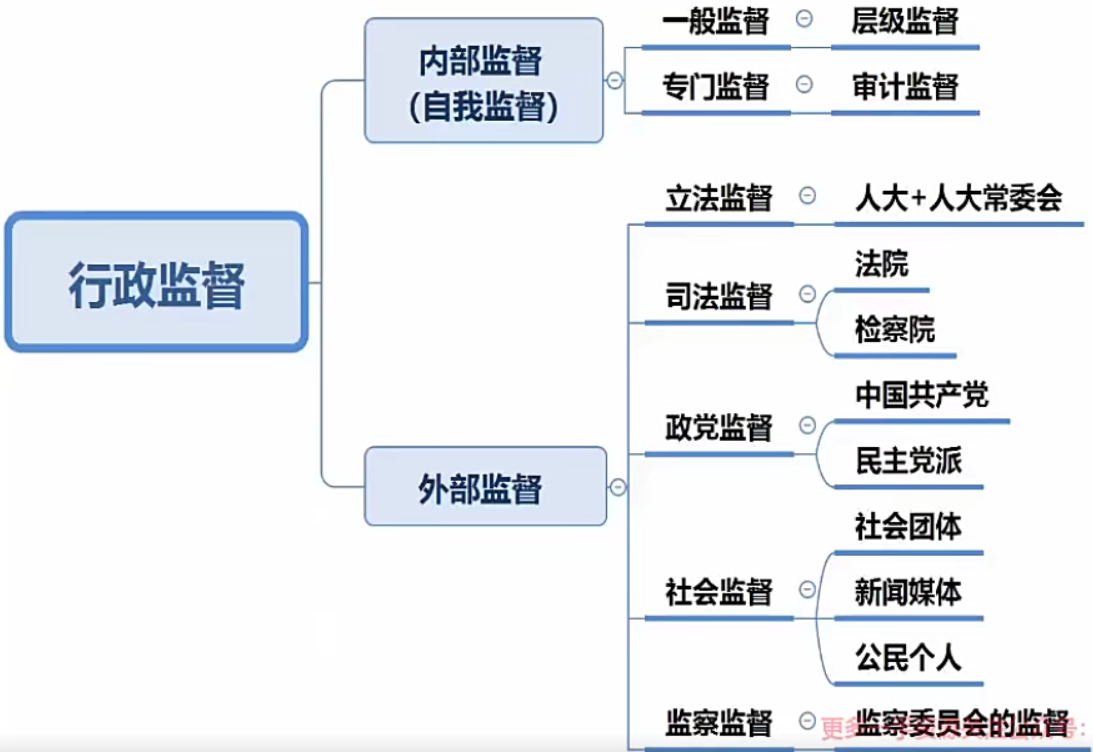 行政监督
内部监督
(自我监督)
一般监督
层级监督
专门监督
审计监督
外部监督
立法监督
人大+人大常委会
司法监督
法院
检察院
政党监督
中国共产党
民主党派
社会监督
社会团体
新闻媒体
公民个人
监察监督
监察委员会的监督
更多